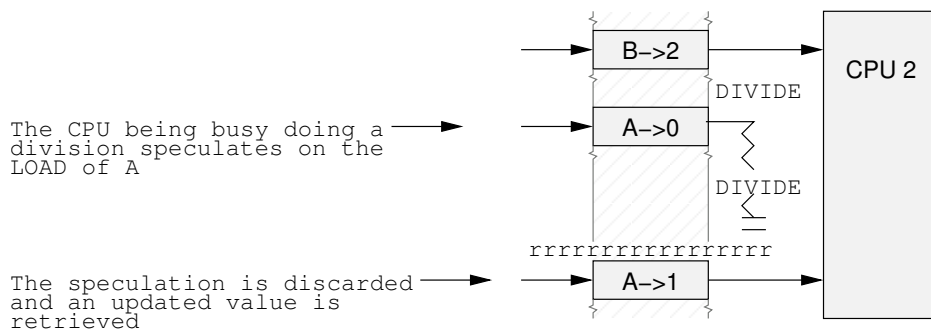 B−>2
CPU 2
DIVIDE
The CPU being busy doing a
division speculates on the
LOAD of A
A−>0
DIVIDE
rrrrrrrrrrrrrrrrr
The speculation is discarded
and an updated value is
retrieved
A−>1